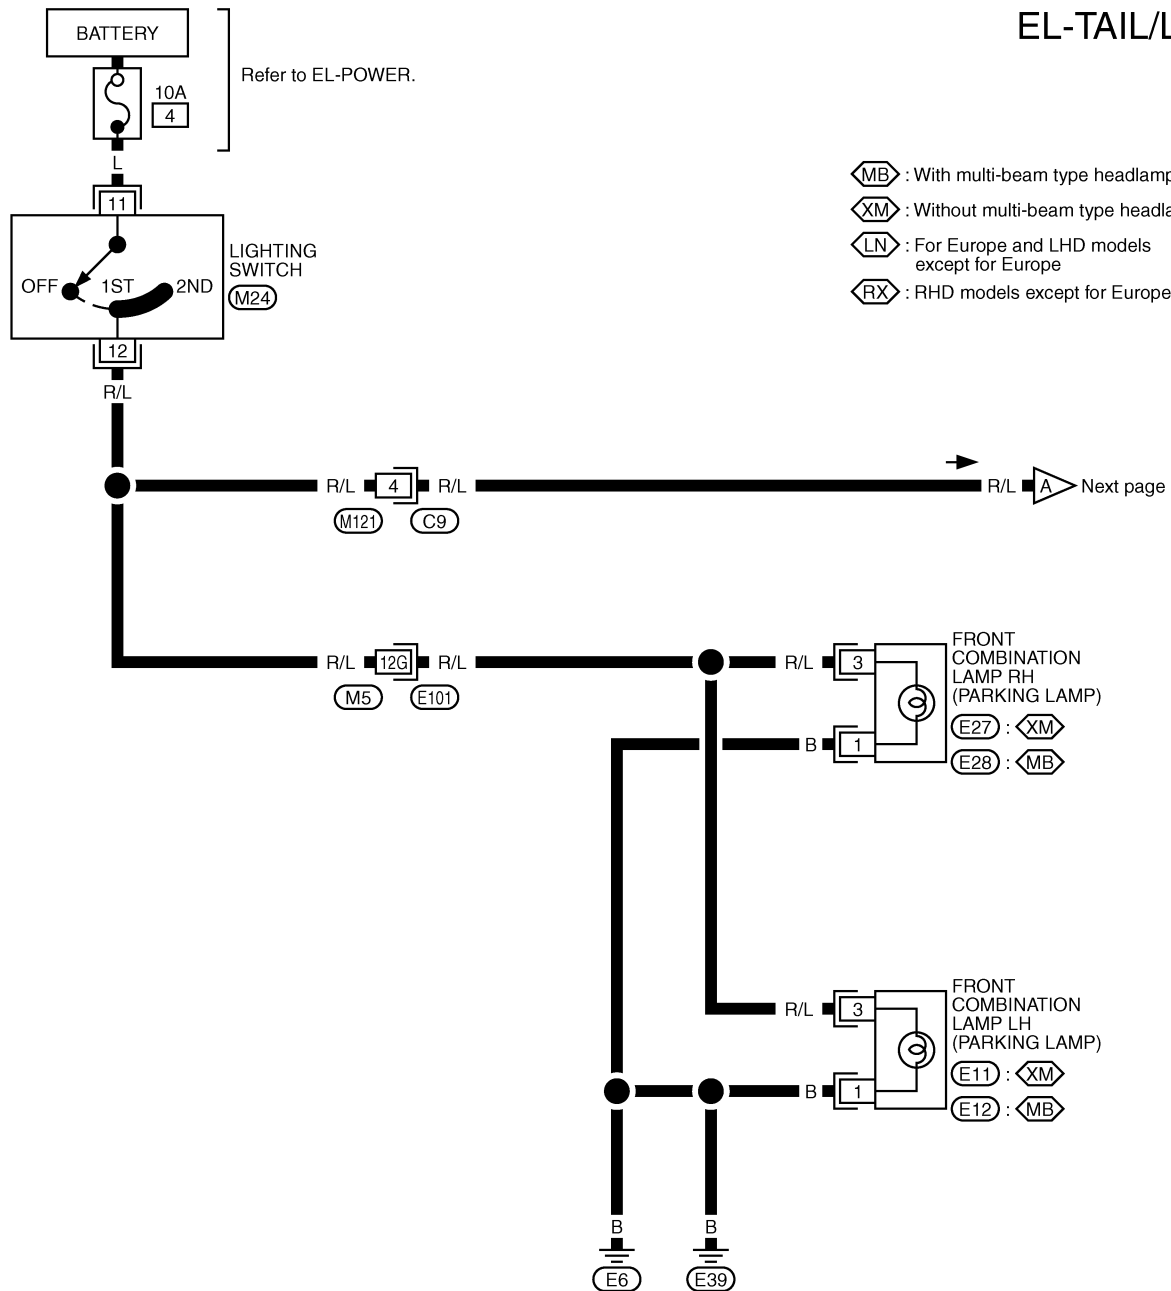 EL-TAIL/L
BATTERY
Refer to EL-POWER.
10A
4
L
11
LIGHTING
SWITCH
M24
OFF
1ST
2ND
12
R/L
MB : With multi-beam type headlamp
XM : Without multi-beam type headla
LN : For Europe and LHD models
except for Europe
RX : RHD models except for Europe
R/L 4 R/L R/L A Next page
M121 C9
R/L 12G R/L R/L 3
M5 E101
FRONT
COMBINATION
LAMP RH
(PARKING LAMP)
E27 : XM
B 1
E28 : MB
FRONT
COMBINATION
LAMP LH
(PARKING LAMP)
R/L 3
E11 : XM
B 1
E12 : MB
B B
E6 E39